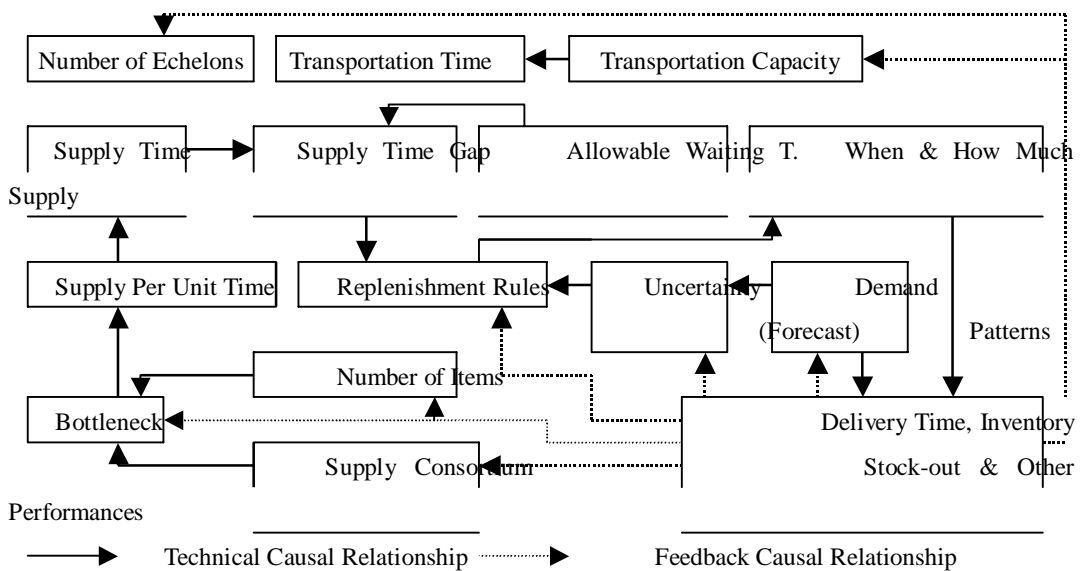 Number of Echelons Transportation Time Transportation Capacity
Supply Time Supply Time Gap Allowable Waiting T. When & How Much
Supply
Supply Per Unit Time Replenishment Rules Uncertainty Demand
(Forecast) Patterns
Number of Items
Bottleneck Delivery Time, Inventory
Supply Consortium Stock-out & Other
Performances
Technical Causal Relationship Feedback Causal Relationship